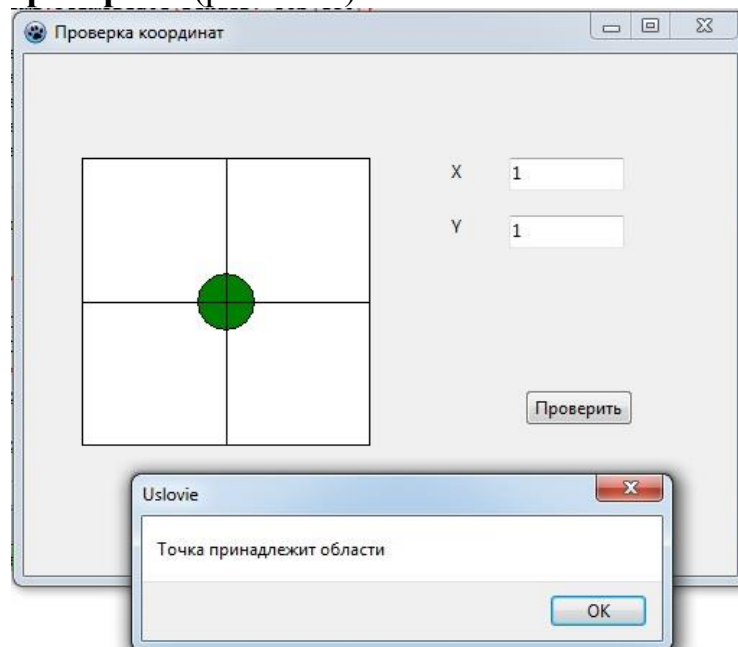 Проверка координат
X 1
Y 1
Проверить
Uslovie
Точка принадлежит области
OK